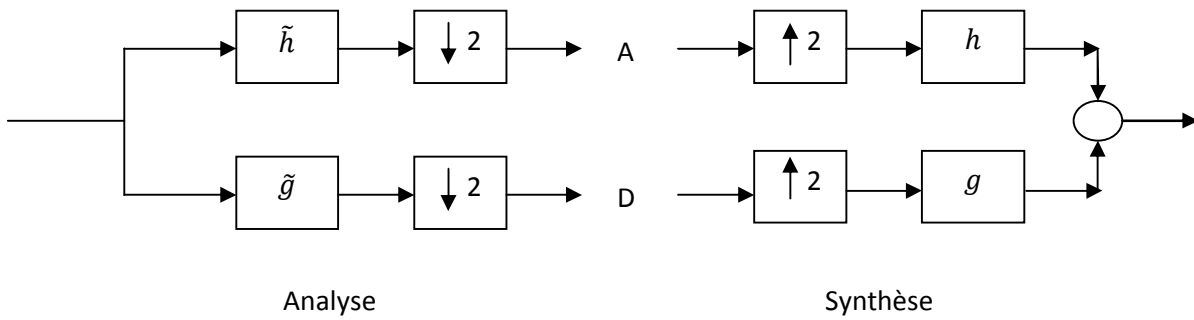 h̃ ↓ 2 A ↑ 2 h
g̃ ↓ 2 D ↑ 2 g
Analyse Synthèse